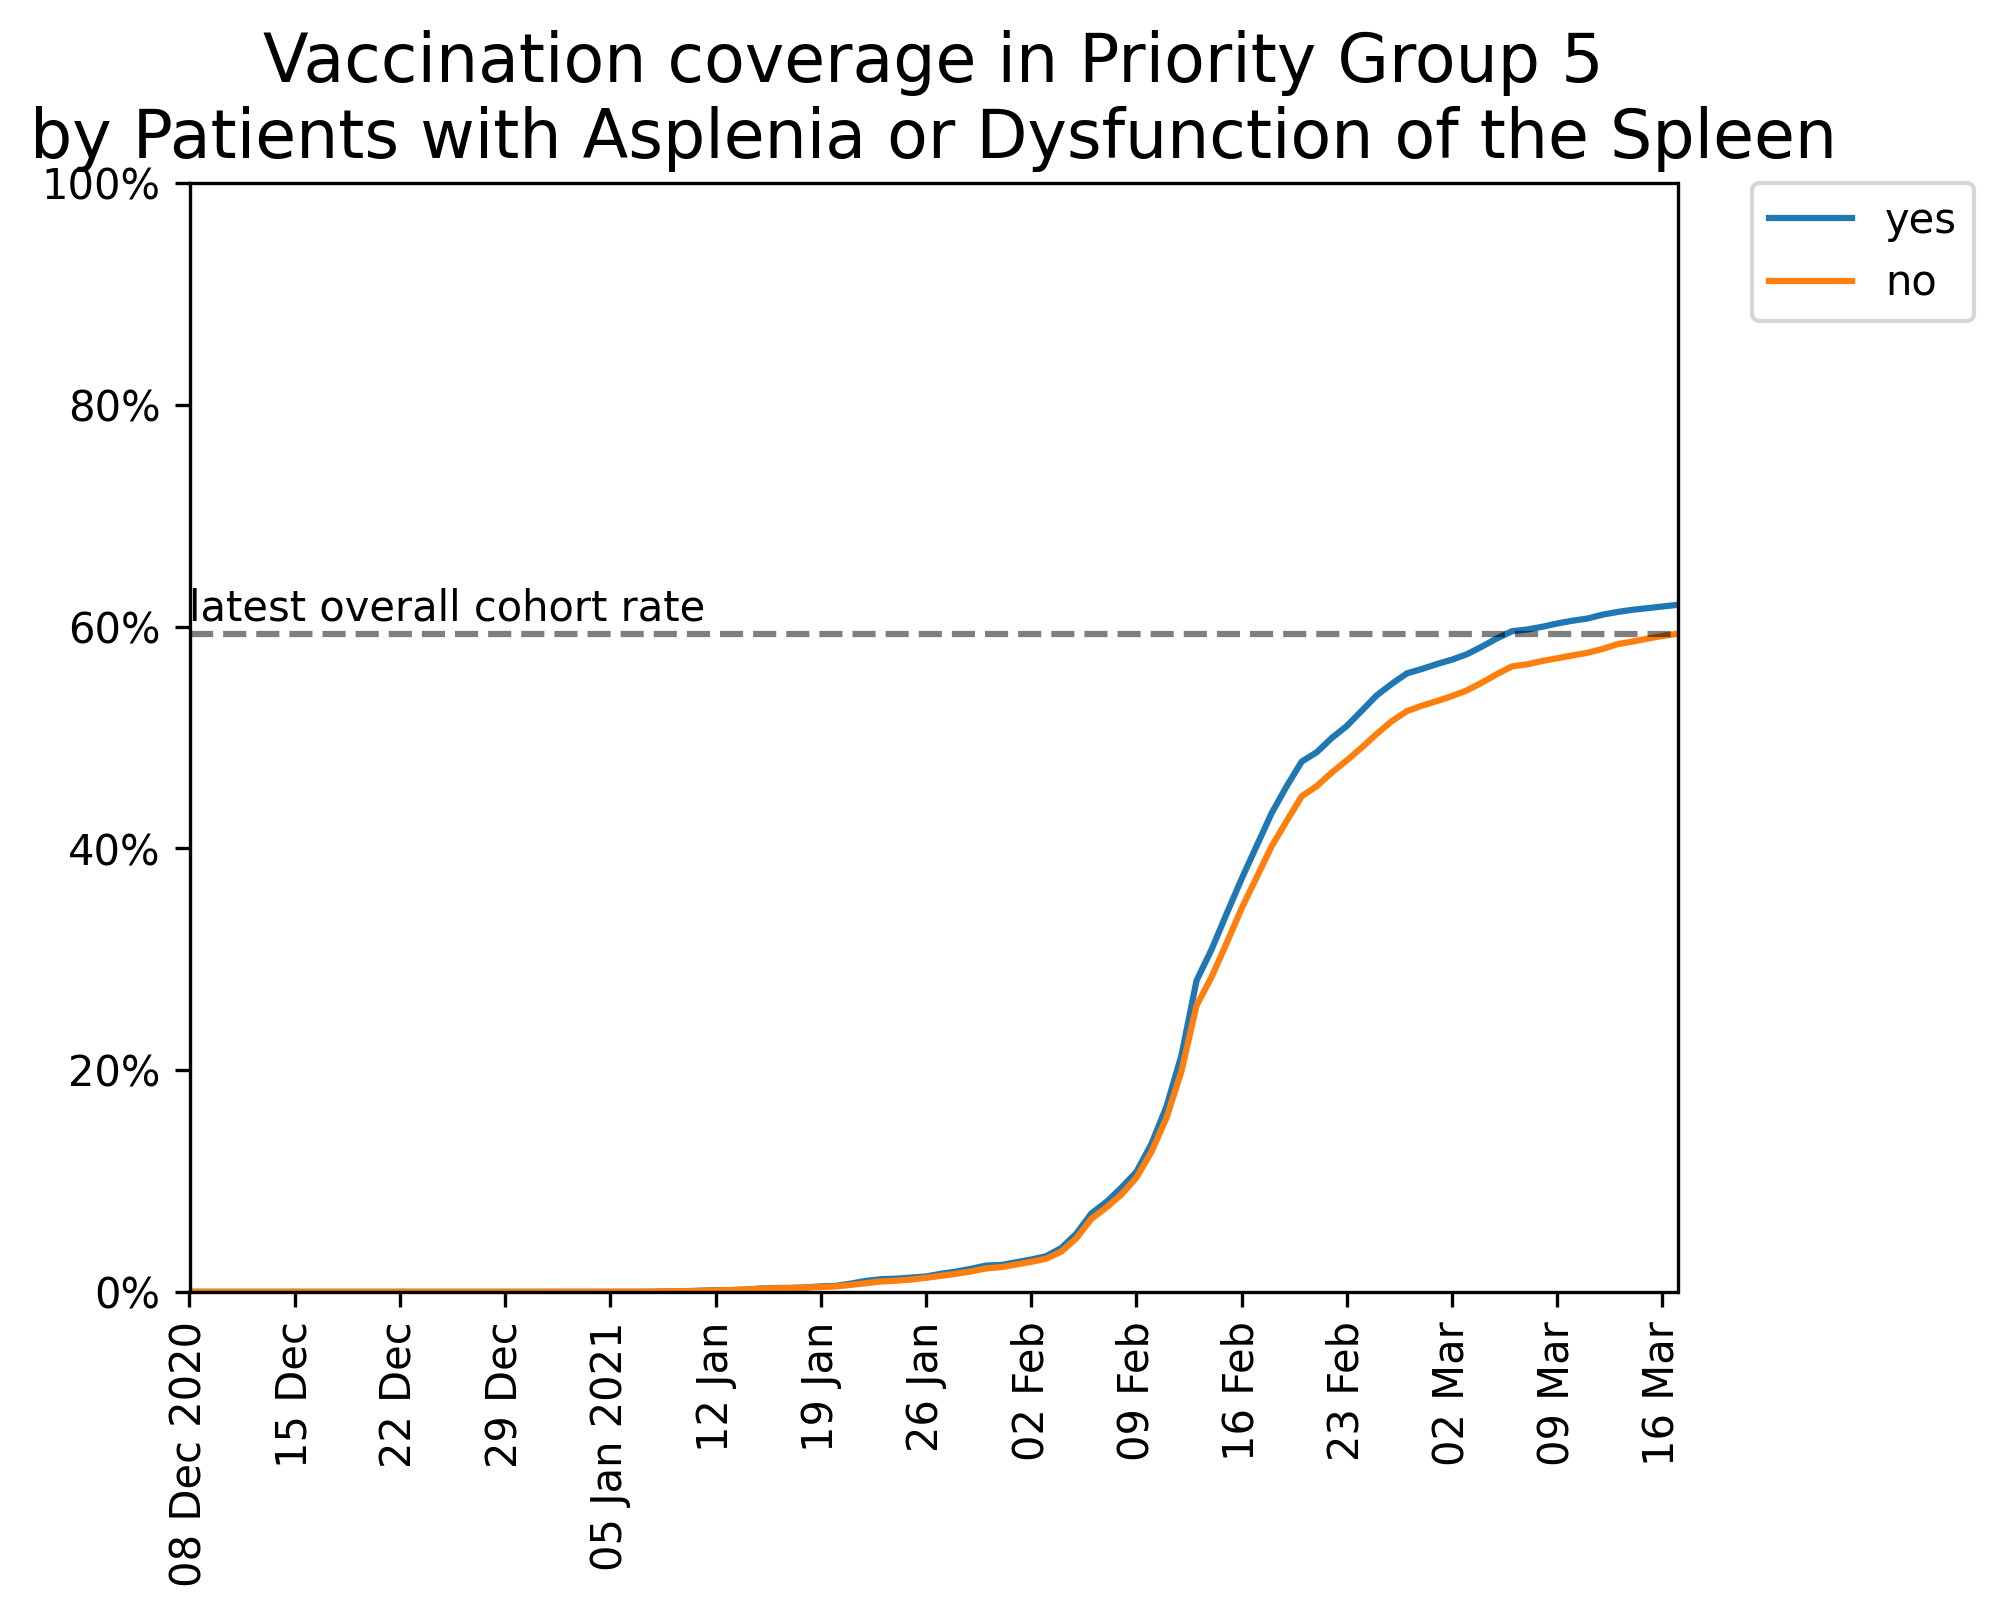 Vaccination coverage in Priority Group 5
by Patients with Asplenia or Dysfunction of the Spleen
100%
80%
60%
40%
20%
0%
latest overall cohort rate
yes
no
08 Dec 2020
15 Dec
22 Dec
29 Dec
05 Jan 2021
12 Jan
19 Jan
26 Jan
02 Feb
09 Feb
16 Feb
23 Feb
02 Mar
09 Mar
16 Mar